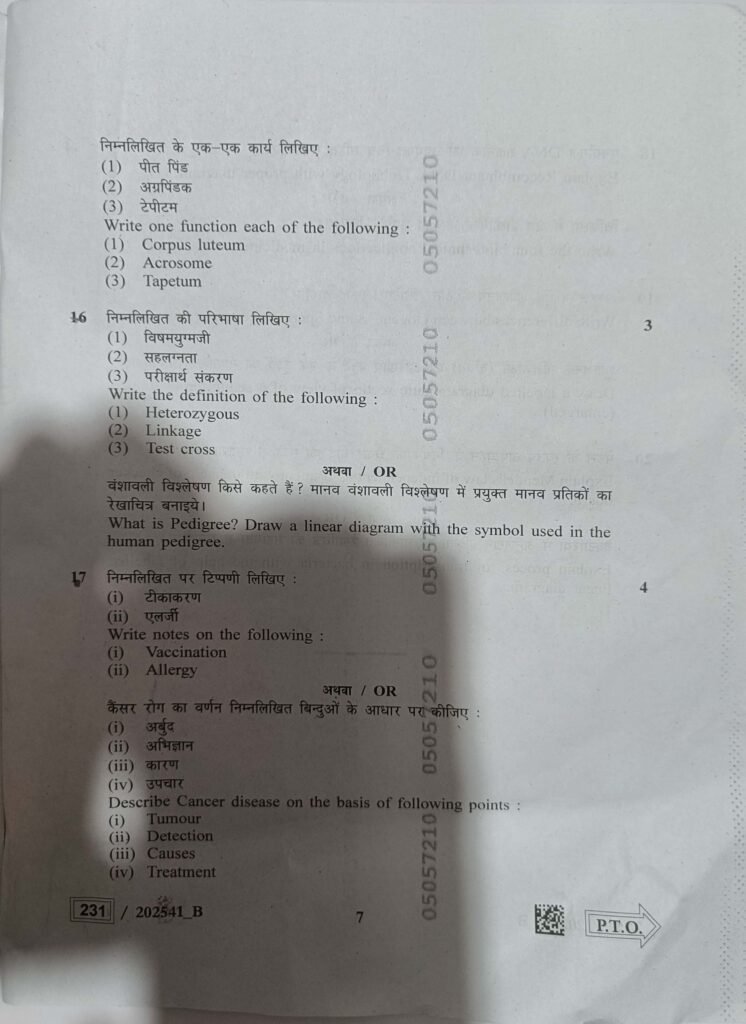 निम्नलिखित के एक-एक कार्य लिखिए :
(1) पीत पिंड
(2) अग्रपिंडक
(3) टेपीटम
Write one function each of the following :
(1) Corpus luteum
(2) Acrosome
(3) Tapetum
16 निम्नलिखित की परिभाषा लिखिए : 3
(1) विषमयुग्मजी
(2) सहलग्नता
(3) परीक्षार्थ संकरण
Write the definition of the following :
(1) Heterozygous
(2) Linkage
(3) Test cross
अथवा / OR
वंशावली विश्लेषण किसे कहते हैं ? मानव वंशावली विश्लेषण में प्रयुक्त मानव प्रतिकों का
रेखाचित्र बनाइये।
What is Pedigree? Draw a linear diagram with the symbol used in the
human pedigree.
17 निम्नलिखित पर टिप्पणी लिखिए : 4
(i) टीकाकरण
(ii) एलर्जी
Write notes on the following :
(i) Vaccination
(ii) Allergy
अथवा / OR
कैंसर रोग का वर्णन निम्नलिखित बिन्दुओं के आधार पर कीजिए :
(i) अर्बुद
(ii) अभिज्ञान
(iii) कारण
(iv) उपचार
Describe Cancer disease on the basis of following points :
(i) Tumour
(ii) Detection
(iii) Causes
(iv) Treatment
231 / 202541_B 7 P.T.O.
05057210
05057210
05057210
05057210
05057210